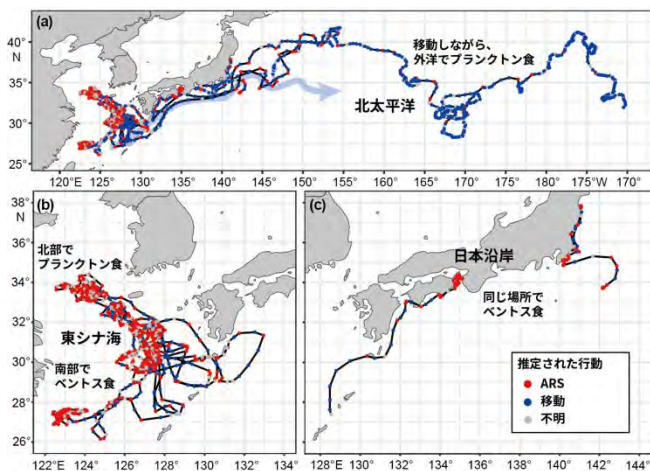 (a)
40°
N
35°
30°
25°
移動しながら、
外洋でプランクトン食
北太平洋
120°E
125°
130°
135°
140°
145°
150°
155°
160°
165°
170°
175°
180°
175°W
170°
(b)
38°
N
36°
34°
32°
30°
28°
26°
北部で
プランクトン食
東シナ海
南部で
ベントス食
122°E
124°
126°
128°
130°
132°
134°
(c)
日本沿岸
同じ場所で
ベントス食
推定された行動
ARS
移動
不明
128°E
130°
132°
134°
136°
138°
140°
142°
144°